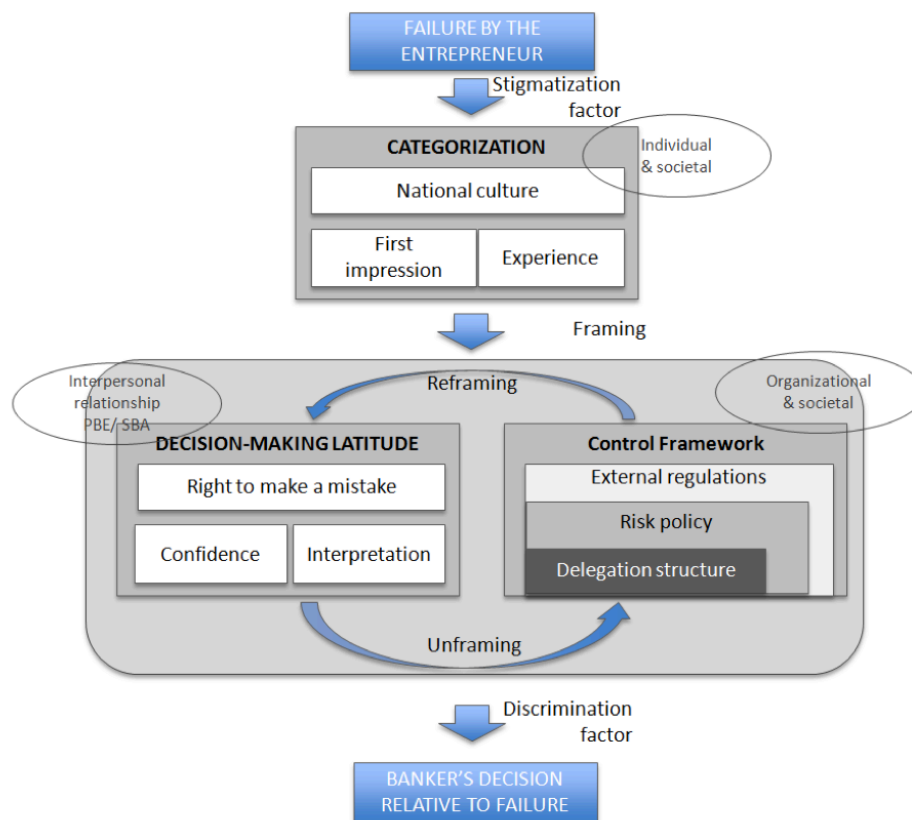 FAILURE BY THE
ENTREPRENEUR
Stigmatization
factor
CATEGORIZATION
Individual
& societal
National culture
First
impression
Experience
Framing
Interpersonal
relationship
PBE/ SBA
Reframing
Organizational
& societal
DECISION-MAKING LATITUDE
Right to make a mistake
Confidence
Interpretation
Control Framework
External regulations
Risk policy
Delegation structure
Unframing
Discrimination
factor
BANKER'S DECISION
RELATIVE TO FAILURE